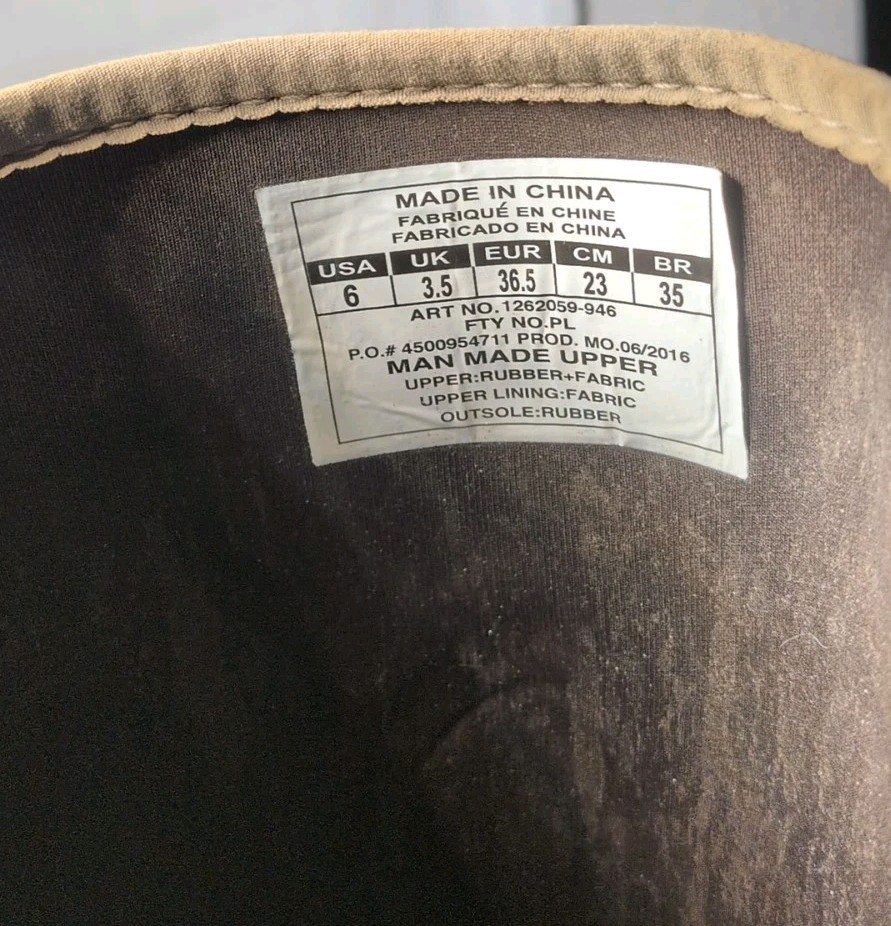 MADE IN CHINA
FABRIQUÉ EN CHINE
FABRICADO EN CHINA
USA UK EUR CM BR
6 3.5 36.5 23 35
ART NO.1262059-946
FTY NO.PL
P.O.# 4500954711 PROD. MO.06/2016
MAN MADE UPPER
UPPER:RUBBER+FABRIC
UPPER LINING:FABRIC
OUTSOLE:RUBBER